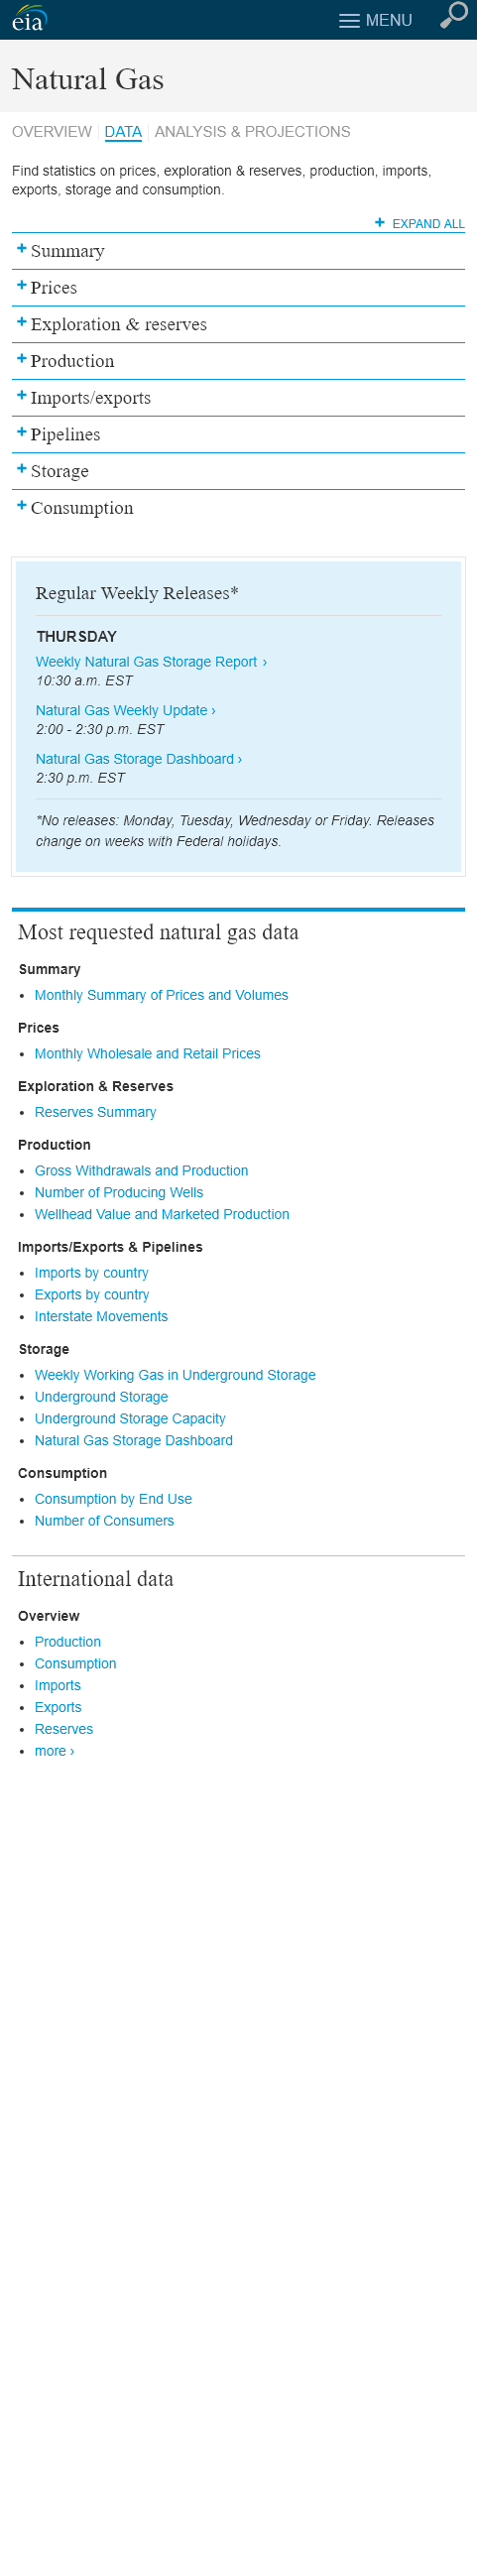 eia
MENU
Natural Gas
OVERVIEW DATA ANALYSIS & PROJECTIONS
Find statistics on prices, exploration & reserves, production, imports,
exports, storage and consumption.
+ EXPAND ALL
+ Summary
+ Prices
+ Exploration & reserves
+ Production
+ Imports/exports
+ Pipelines
+ Storage
+ Consumption
Regular Weekly Releases*
THURSDAY
Weekly Natural Gas Storage Report ›
10:30 a.m. EST
Natural Gas Weekly Update ›
2:00 - 2:30 p.m. EST
Natural Gas Storage Dashboard ›
2:30 p.m. EST
*No releases: Monday, Tuesday, Wednesday or Friday. Releases
change on weeks with Federal holidays.
Most requested natural gas data
Summary
• Monthly Summary of Prices and Volumes
Prices
• Monthly Wholesale and Retail Prices
Exploration & Reserves
• Reserves Summary
Production
• Gross Withdrawals and Production
• Number of Producing Wells
• Wellhead Value and Marketed Production
Imports/Exports & Pipelines
• Imports by country
• Exports by country
• Interstate Movements
Storage
• Weekly Working Gas in Underground Storage
• Underground Storage
• Underground Storage Capacity
• Natural Gas Storage Dashboard
Consumption
• Consumption by End Use
• Number of Consumers
International data
Overview
• Production
• Consumption
• Imports
• Exports
• Reserves
• more ›